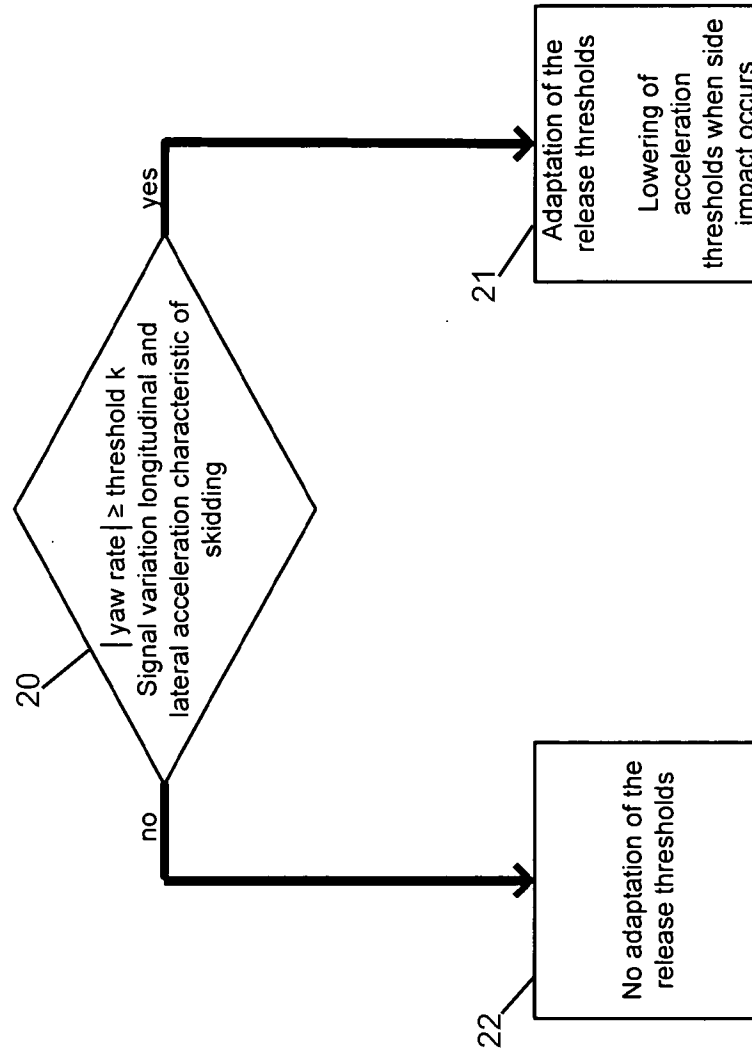 20
| yaw rate | ≥ threshold k
Signal variation longitudinal and
lateral acceleration characteristic of
skidding
no
yes
22
No adaptation of the
release thresholds
21
Adaptation of the
release thresholds
Lowering of
acceleration
thresholds when side
impact occurs